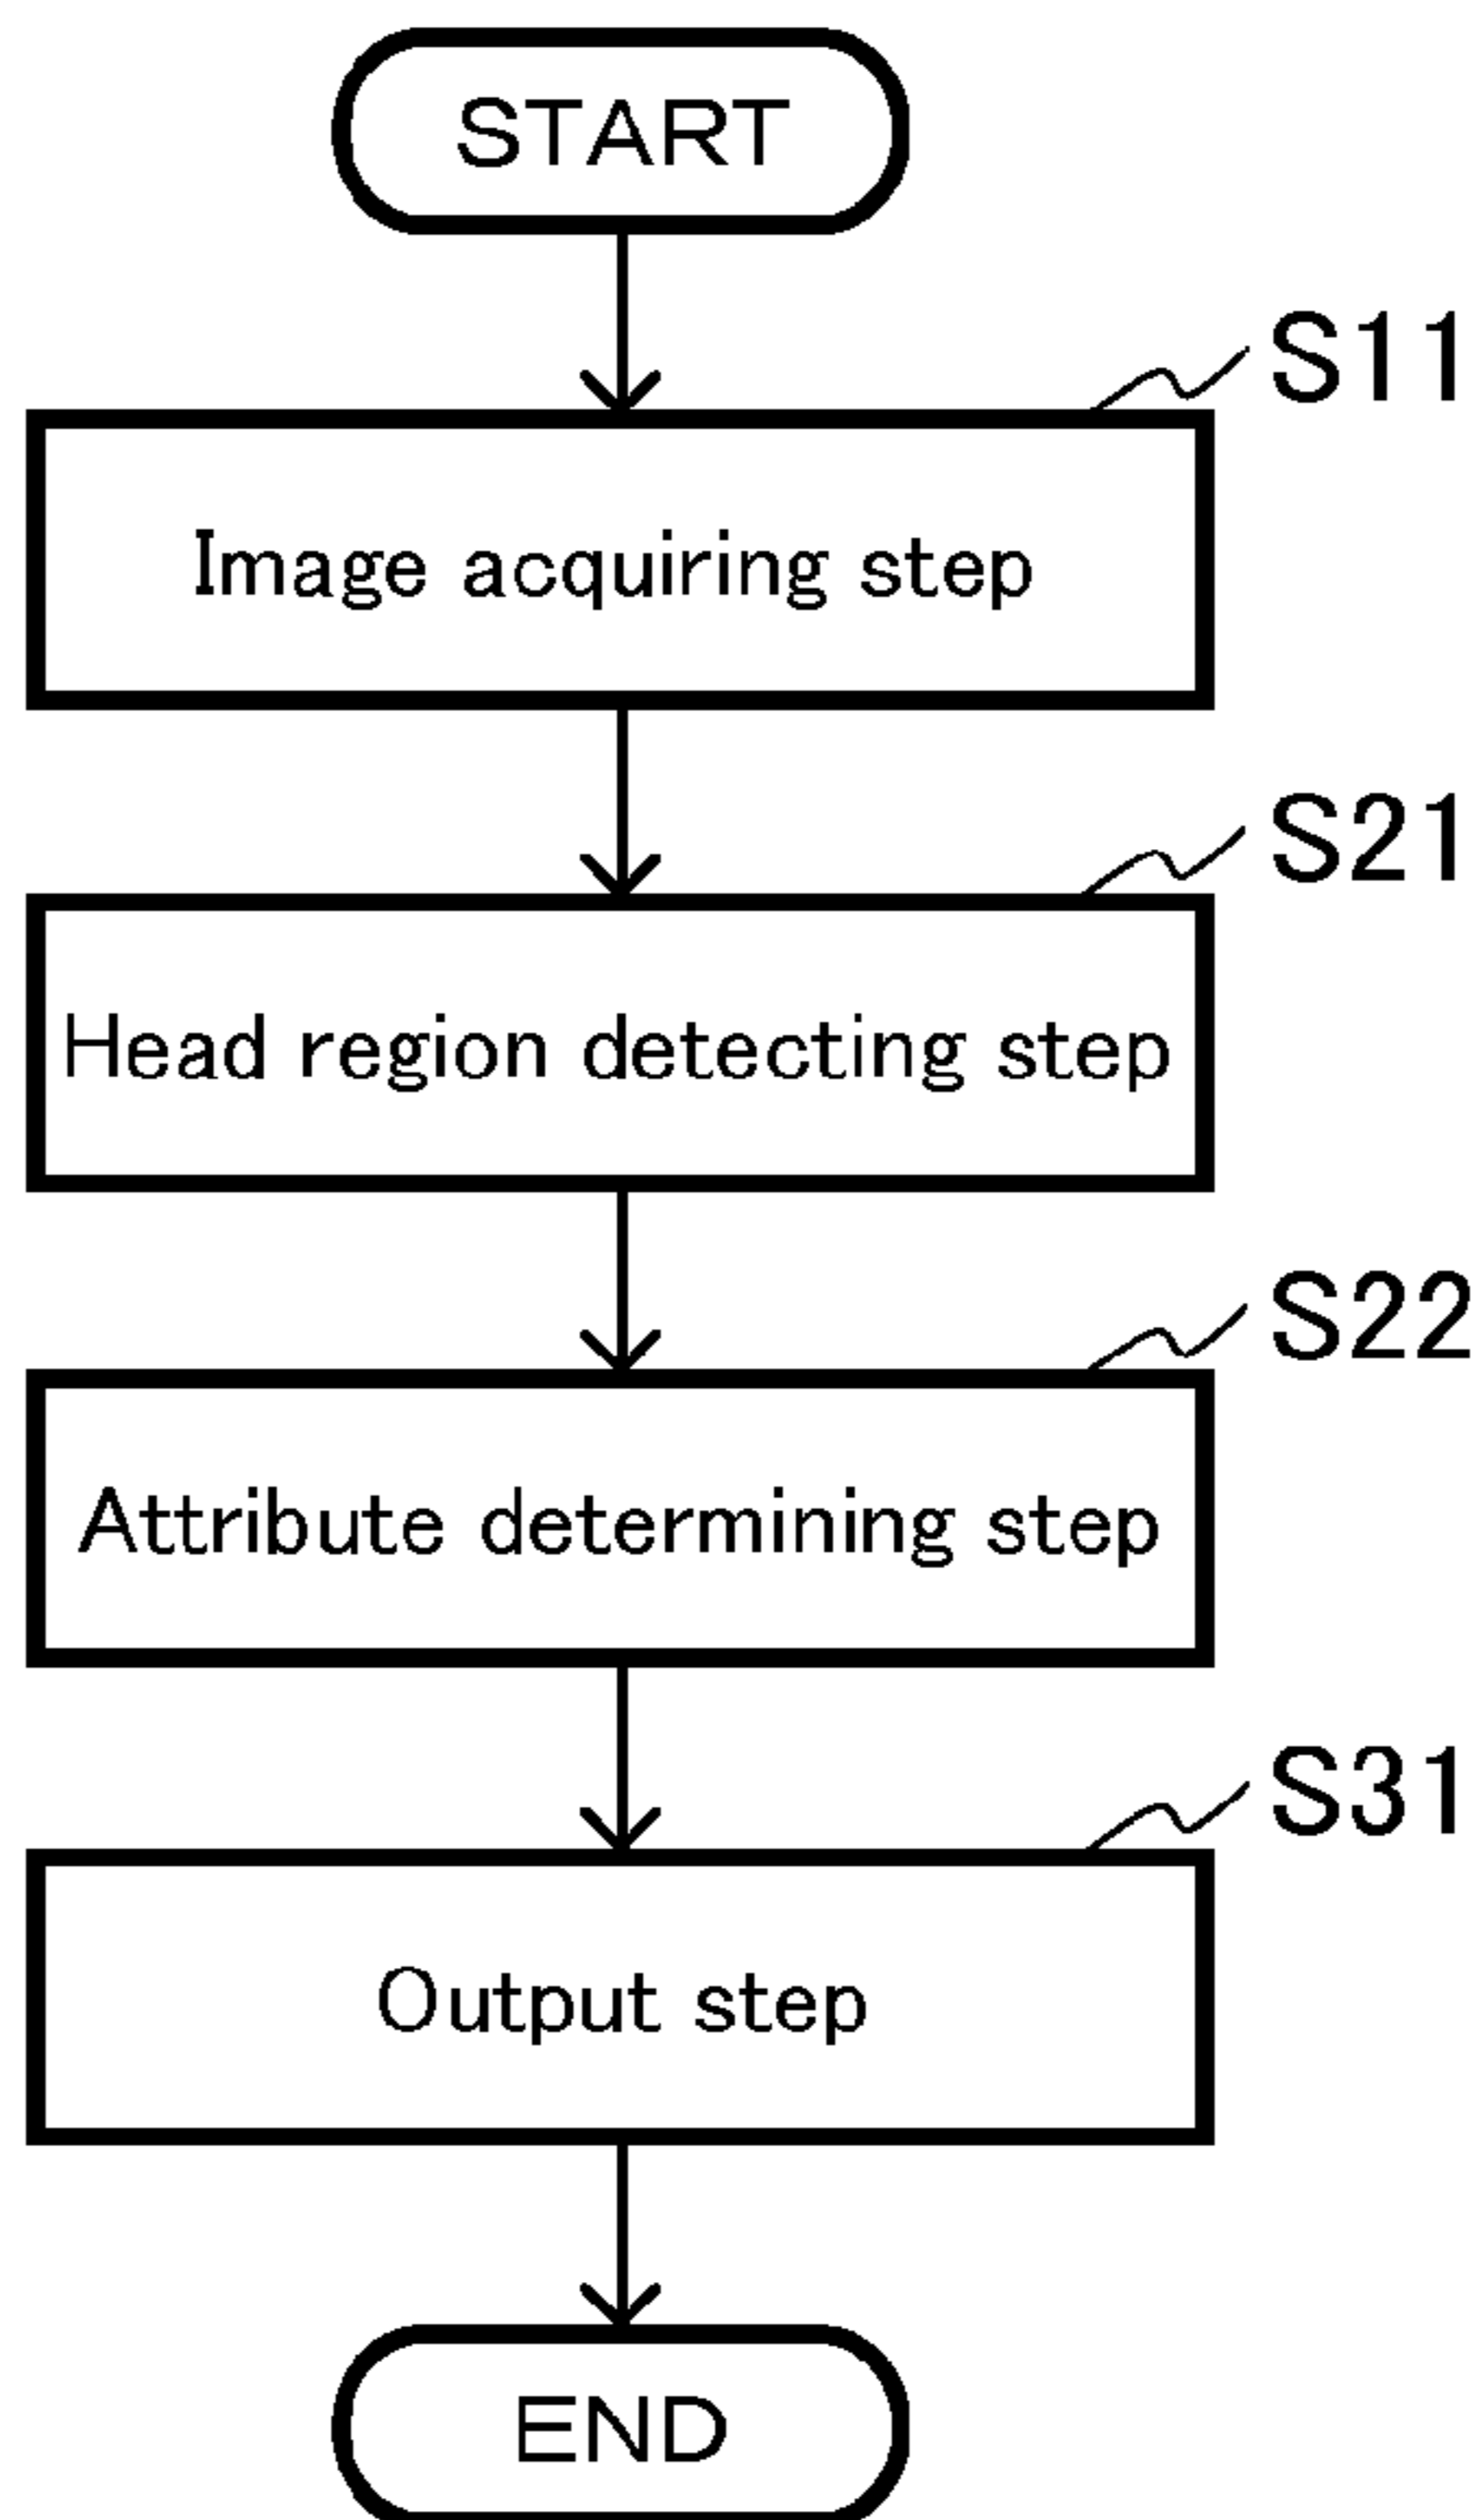 START
S11
Image acquiring step
S21
Head region detecting step
S22
Attribute determining step
S31
Output step
END